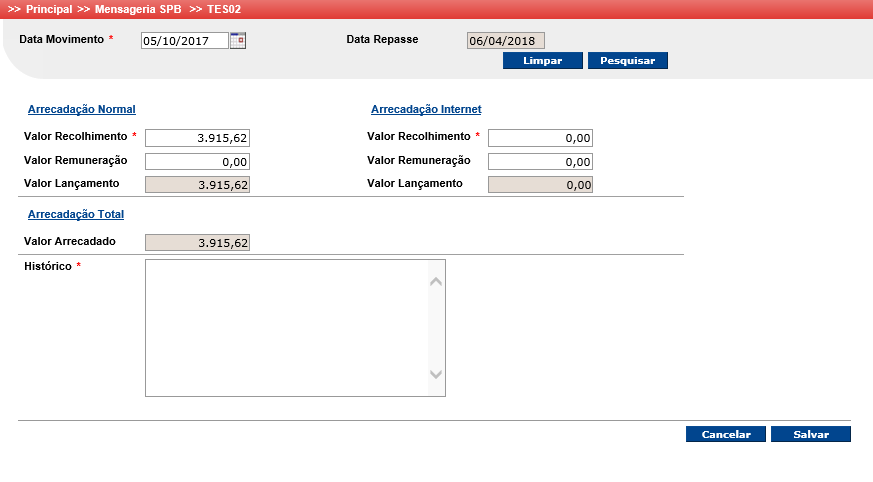 >> Principal >> Mensageria SPB >> TES02
Data Movimento * 05/10/2017 Data Repasse 06/04/2018
Limpar Pesquisar
Arrecadação Normal Arrecadação Internet
Valor Recolhimento * 3.915,62 Valor Recolhimento * 0,00
Valor Remuneração 0,00 Valor Remuneração 0,00
Valor Lançamento 3.915,62 Valor Lançamento 0,00
Arrecadação Total
Valor Arrecadado 3.915,62
Histórico *
Cancelar Salvar